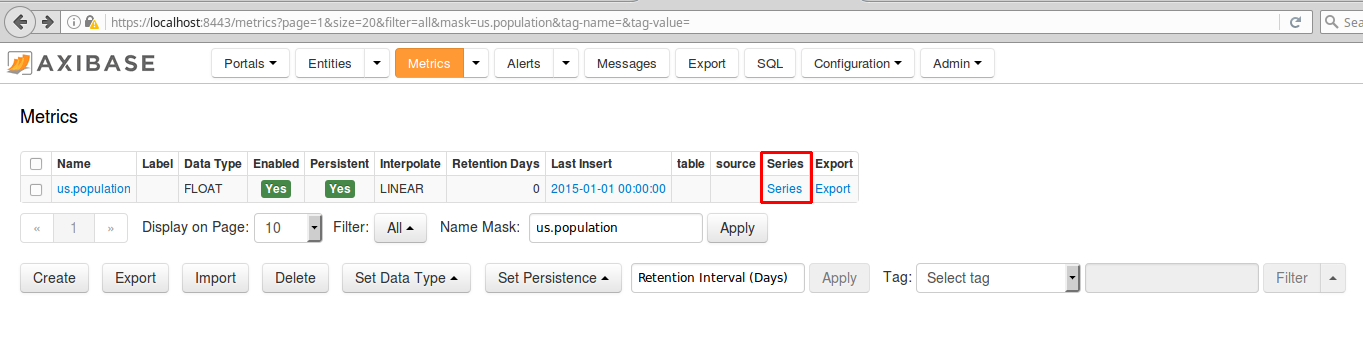 https://localhost:8443/metrics?page=1&size=20&filter=all&mask=us.population&tag-name=&tag-value= Sea
AXIBASE Portals Entities Metrics Alerts Messages Export SQL Configuration Admin
Metrics
Name Label Data Type Enabled Persistent Interpolate Retention Days Last Insert table source Series Export
us.population FLOAT Yes Yes LINEAR 0 2015-01-01 00:00:00 Series Export
« 1 » Display on Page: 10 Filter: All Name Mask: us.population Apply
Create Export Import Delete Set Data Type Set Persistence Retention Interval (Days) Apply Tag: Select tag Filter